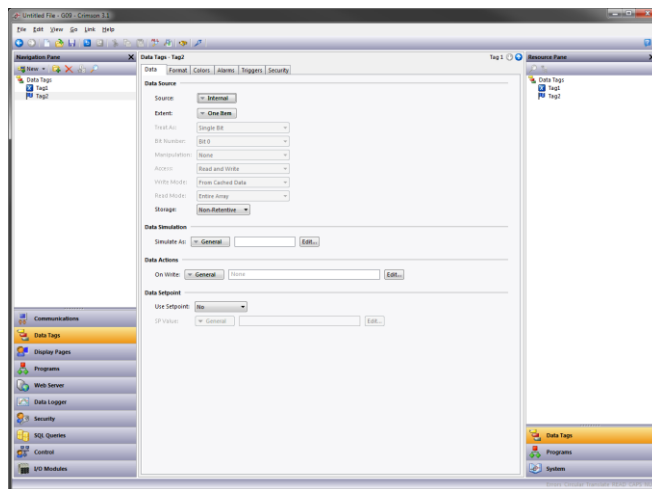 Untitled File - G09 - Crimson 3.1
File Edit View Go Link Help
Navigation Pane
New
Data Tags
Tag1
Tag2
Communications
Data Tags
Display Pages
Programs
Web Server
Data Logger
Security
SQL Queries
Control
I/O Modules
Data Tags - Tag2
Tag 1
Data Format Colors Alarms Triggers Security
Data Source
Source: Internal
Extent: One Item
Treat As: Single Bit
Bit Number: Bit 0
Manipulation: None
Access: Read and Write
Write Mode: From Cached Data
Read Mode: Entire Array
Storage: Non-Retentive
Data Simulation
Simulate As: General Edit...
Data Actions
On Write: General None Edit...
Data Setpoint
Use Setpoint: No
SP Value: General Edit...
Resource Pane
Data Tags
Tag1
Tag2
Data Tags
Programs
System